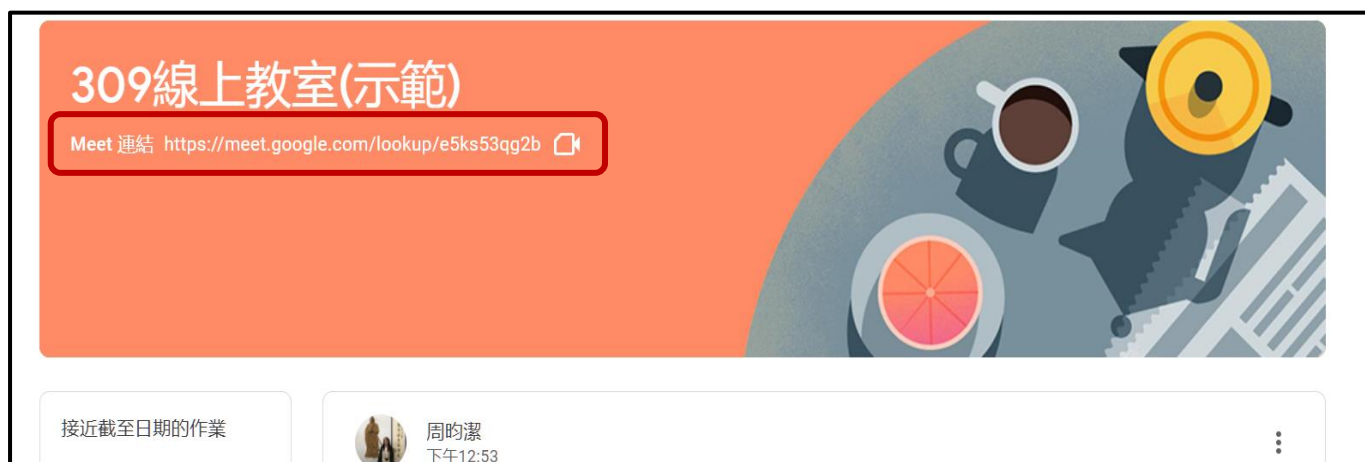 309線上教室(示範)
Meet 連結 https://meet.google.com/lookup/e5ks53qg2b
接近截至日期的作業
周昀潔
下午12:53